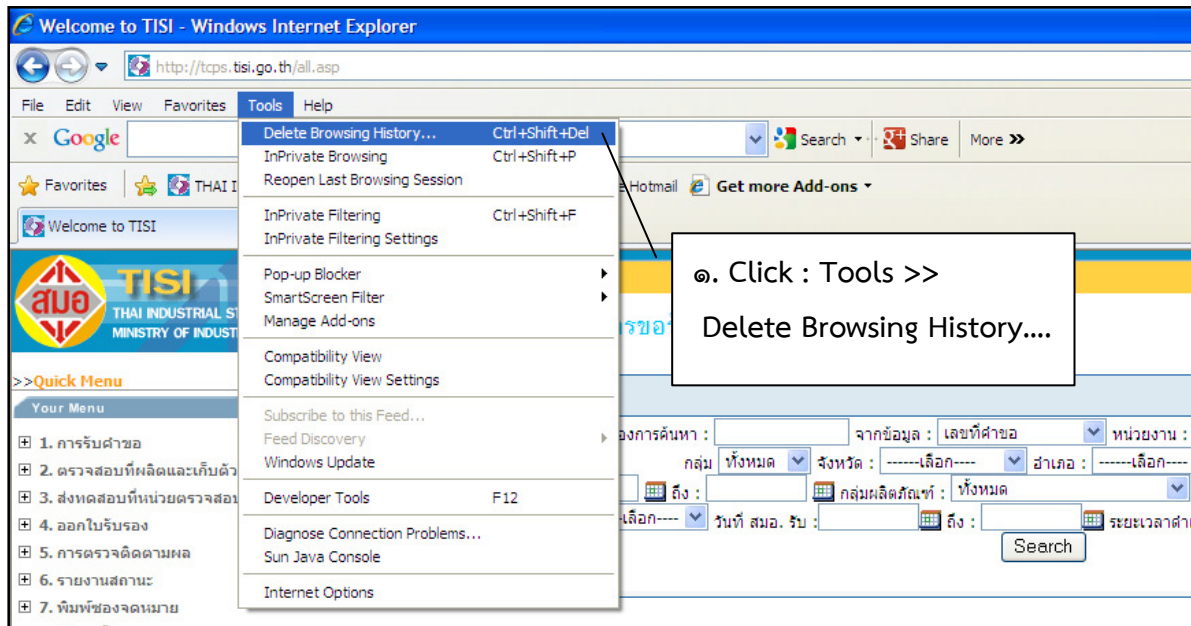 Welcome to TISI - Windows Internet Explorer
http://tcps.tisi.go.th/all.asp
File Edit View Favorites Tools Help
x Google Search Share More >>
Favorites THAI I Hotmail Get more Add-ons
Welcome to TISI
Delete Browsing History... Ctrl+Shift+Del
InPrivate Browsing Ctrl+Shift+P
Reopen Last Browsing Session
InPrivate Filtering Ctrl+Shift+F
InPrivate Filtering Settings
Pop-up Blocker
SmartScreen Filter
Manage Add-ons
Compatibility View
Compatibility View Settings
Subscribe to this Feed...
Feed Discovery
Windows Update
Developer Tools F12
Diagnose Connection Problems...
Sun Java Console
Internet Options
๑. Click : Tools >>
Delete Browsing History....
สมอ
TISI
THAI INDUSTRIAL S
MINISTRY OF INDUST
>>Quick Menu
Your Menu
1. การรับคำขอ
2. ตรวจสอบที่ผลิตและเก็บตัว
3. ส่งทดสอบที่หน่วยตรวจสอบ
4. ออกใบรับรอง
5. การตรวจติดตามผล
6. รายงานสถานะ
7. พิมพ์ซองจดหมาย
องการค้นหา : จากข้อมูล : เลขที่คำขอ หน่วยงาน :
กลุ่ม ทั้งหมด จังหวัด : ------เลือก---- อำเภอ : ------เลือก----
ถึง : กลุ่มผลิตภัณฑ์ : ทั้งหมด
-เลือก---- วันที่ สมอ. รับ : ถึง : ระยะเวลาดำ
Search